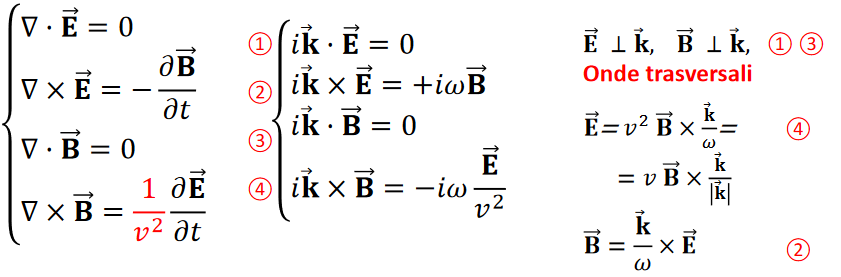 ∇ · E⃗ = 0
∇ × E⃗ = −∂B⃗/∂t
∇ · B⃗ = 0
∇ × B⃗ = 1/v² ∂E⃗/∂t
① ik⃗ · E⃗ = 0
② ik⃗ × E⃗ = +iωB⃗
③ ik⃗ · B⃗ = 0
④ ik⃗ × B⃗ = −iω E⃗/v²
E⃗ ⊥ k⃗, B⃗ ⊥ k⃗, ① ③
Onde trasversali
E⃗ = v² B⃗ × k⃗/ω = ④
= v B⃗ × k⃗/|k⃗|
B⃗ = k⃗/ω × E⃗ ②